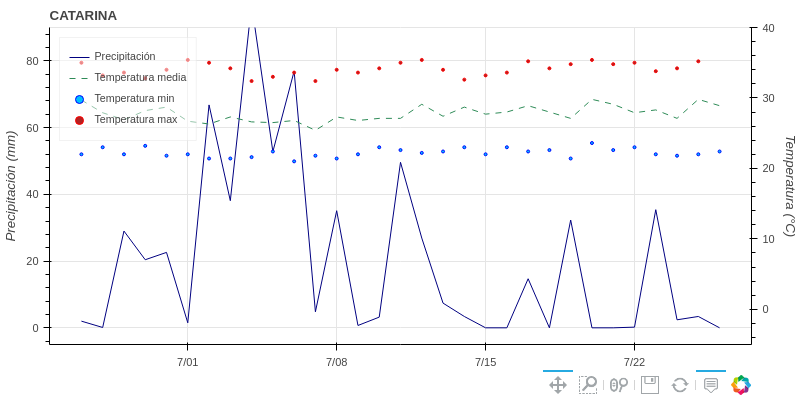 CATARINA
Precipitación
Temperatura media
Temperatura min
Temperatura max
Precipitación (mm)
80
60
40
20
0
Temperatura (°C)
40
30
20
10
0
7/01
7/08
7/15
7/22